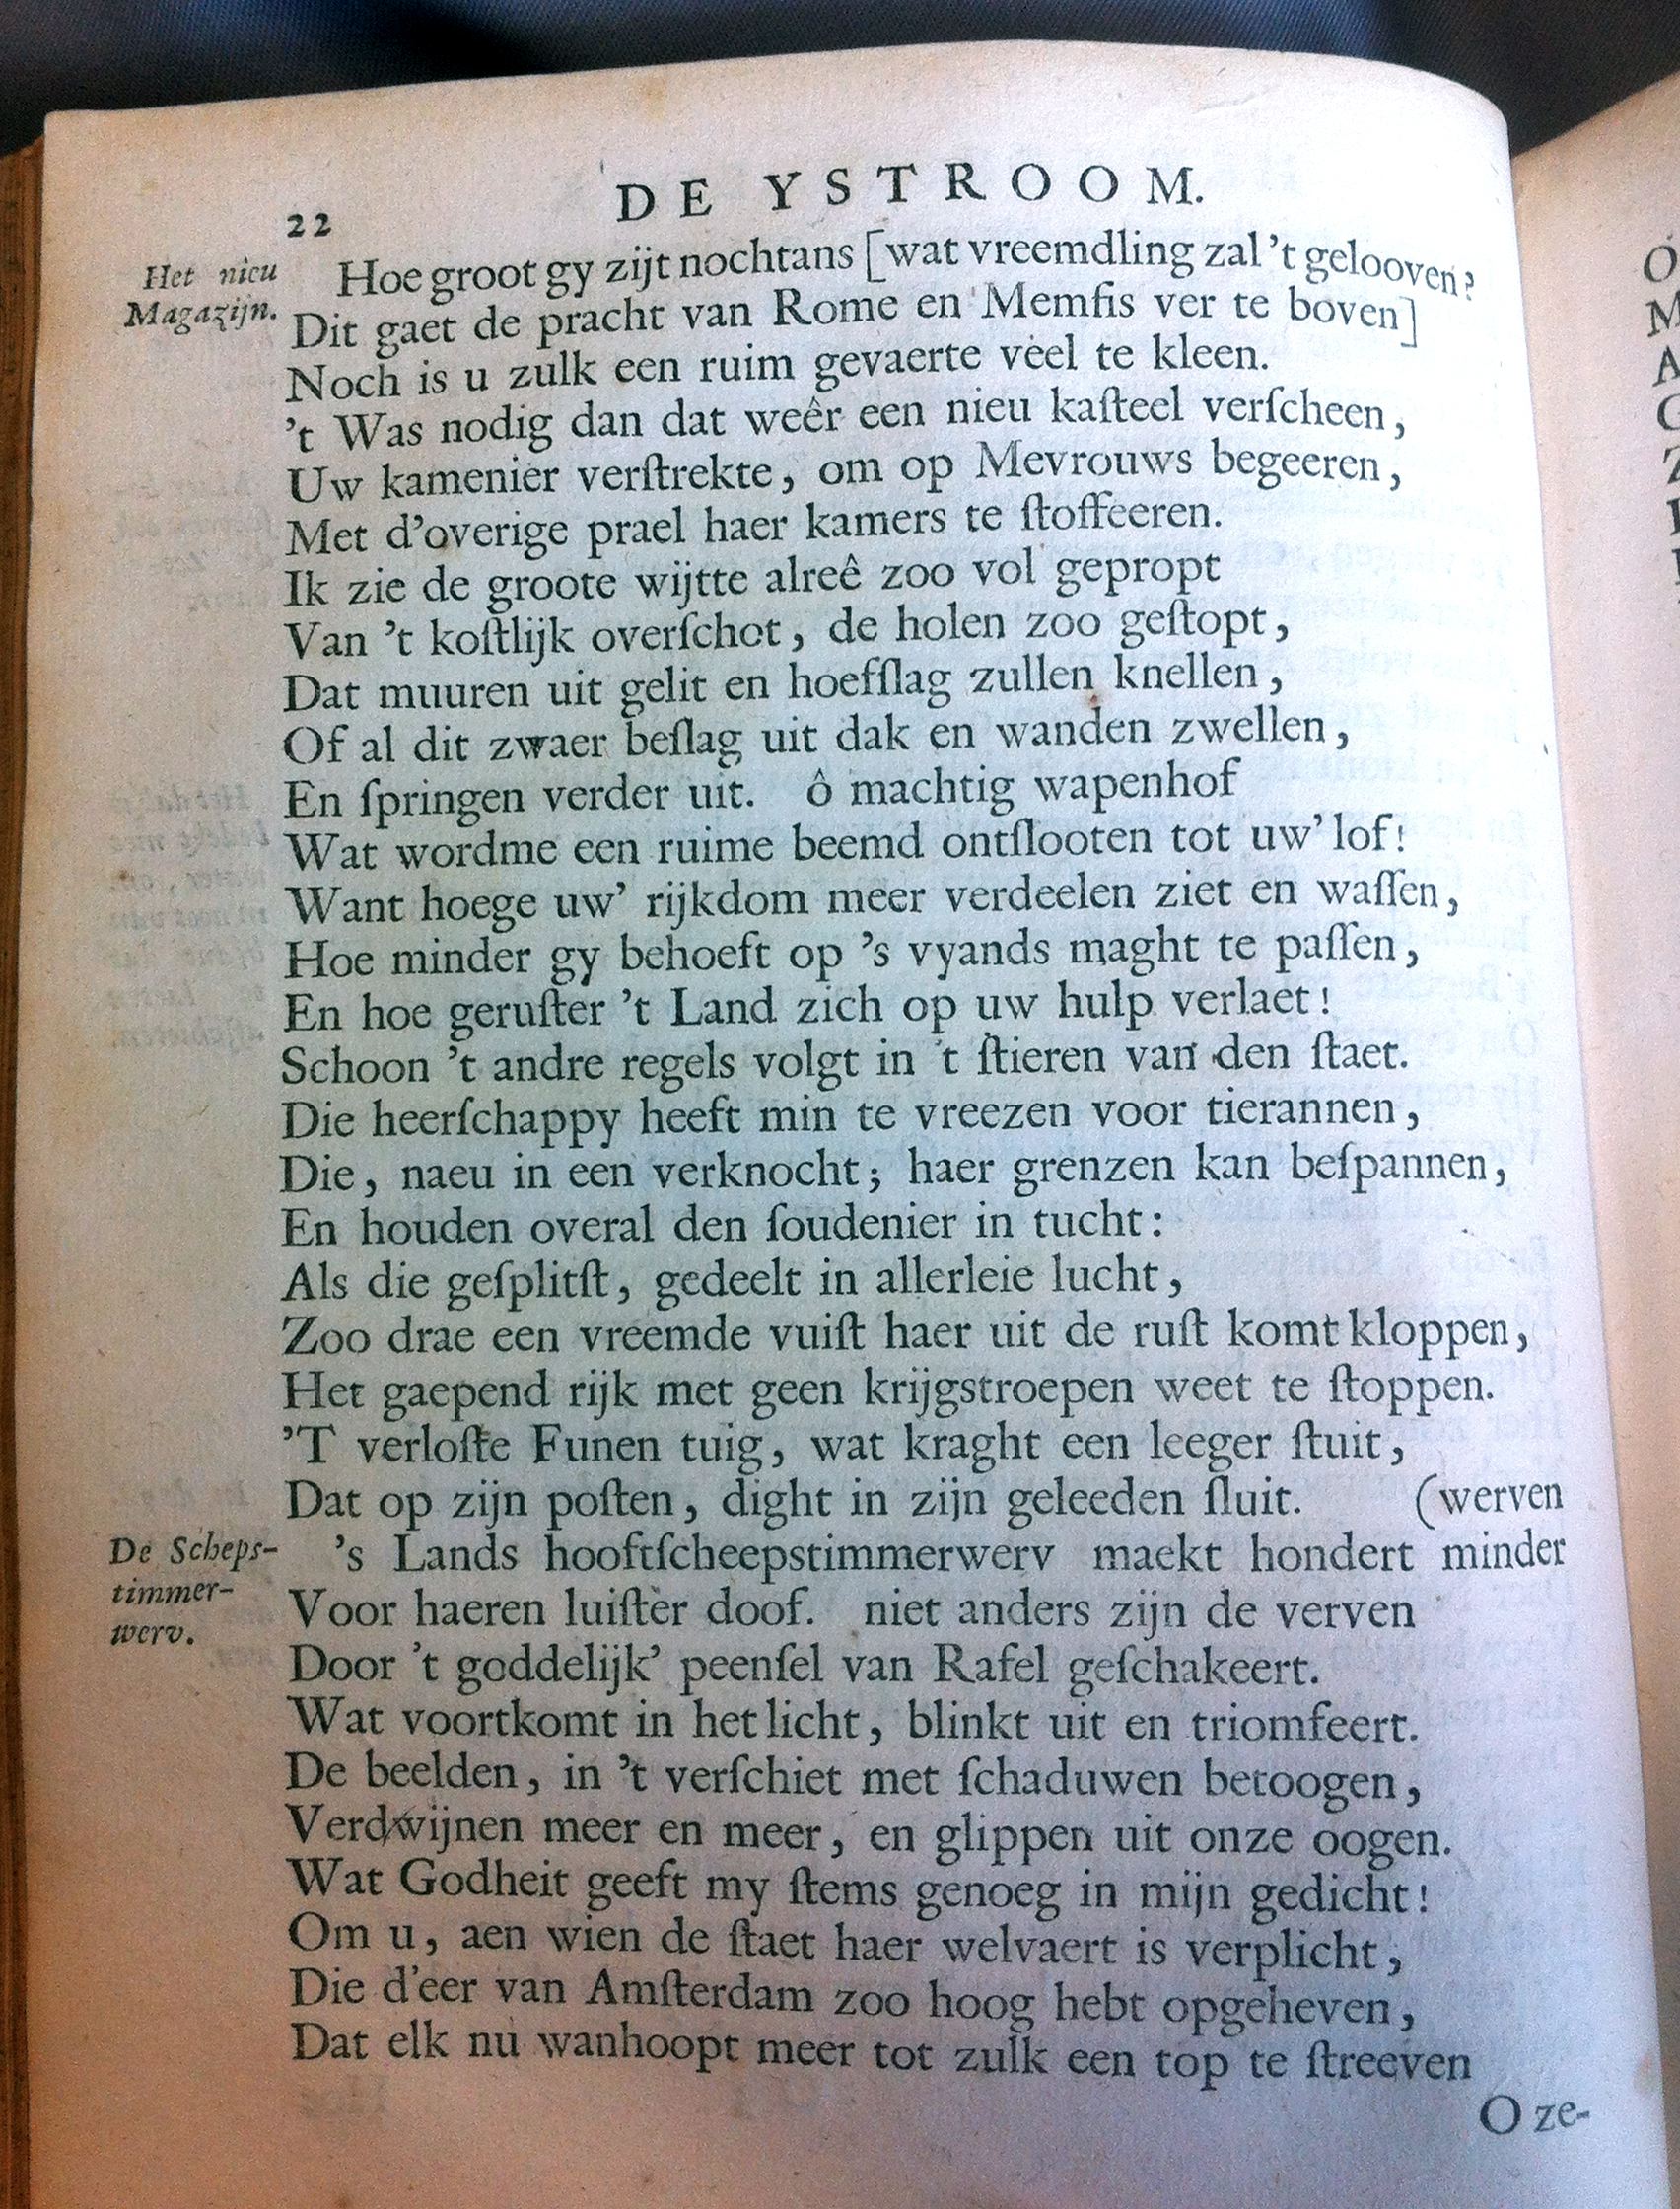 22
DE YSTROOM.
Het nieu
Magazijn.
Hoe groot gy zijt nochtans [wat vreemdling zal 't gelooven?
Dit gaet de pracht van Rome en Memfis ver te boven]
Noch is u zulk een ruim gevaerte veel te kleen.
't Was nodig dan dat weêr een nieu kaſteel verſcheen,
Uw kamenier verſtrekte, om op Mevrouws begeeren,
Met d'overige prael haer kamers te ſtoffeeren.
Ik zie de groote wijtte alreê zoo vol gepropt
Van 't koſtlijk overſchot, de holen zoo geſtopt,
Dat muuren uit gelit en hoefſlag zullen knellen,
Of al dit zwaer beſlag uit dak en wanden zwellen,
En ſpringen verder uit. ô machtig wapenhof
Wat wordme een ruime beemd ontſlooten tot uw' lof!
Want hoege uw' rijkdom meer verdeelen ziet en waſſen,
Hoe minder gy behoeft op 's vyands maght te paſſen,
En hoe geruſter 't Land zich op uw hulp verlaet!
Schoon 't andre regels volgt in 't ſtieren van den ſtaet.
Die heerſchappy heeft min te vreezen voor tierannen,
Die, naeu in een verknocht; haer grenzen kan beſpannen,
En houden overal den ſoudenier in tucht:
Als die geſplitſt, gedeelt in allerleie lucht,
Zoo drae een vreemde vuiſt haer uit de ruſt komt kloppen,
Het gaepend rijk met geen krijgstroepen weet te ſtoppen.
'T verloſte Funen tuig, wat kraght een leeger ſtuit,
Dat op zijn poſten, dight in zijn geleeden ſluit. (werven
De Scheps-
timmer-
werv.
's Lands hooftſcheepstimmerwerv maekt hondert minder
Voor haeren luiſter doof. niet anders zijn de verven
Door 't goddelijk' peenſel van Rafel geſchakeert.
Wat voortkomt in het licht, blinkt uit en triomfeert.
De beelden, in 't verſchiet met ſchaduwen betoogen,
Verdwijnen meer en meer, en glippen uit onze oogen.
Wat Godheit geeft my ſtems genoeg in mijn gedicht!
Om u, aen wien de ſtaet haer welvaert is verplicht,
Die d'eer van Amſterdam zoo hoog hebt opgeheven,
Dat elk nu wanhoopt meer tot zulk een top te ſtreeven
O ze-